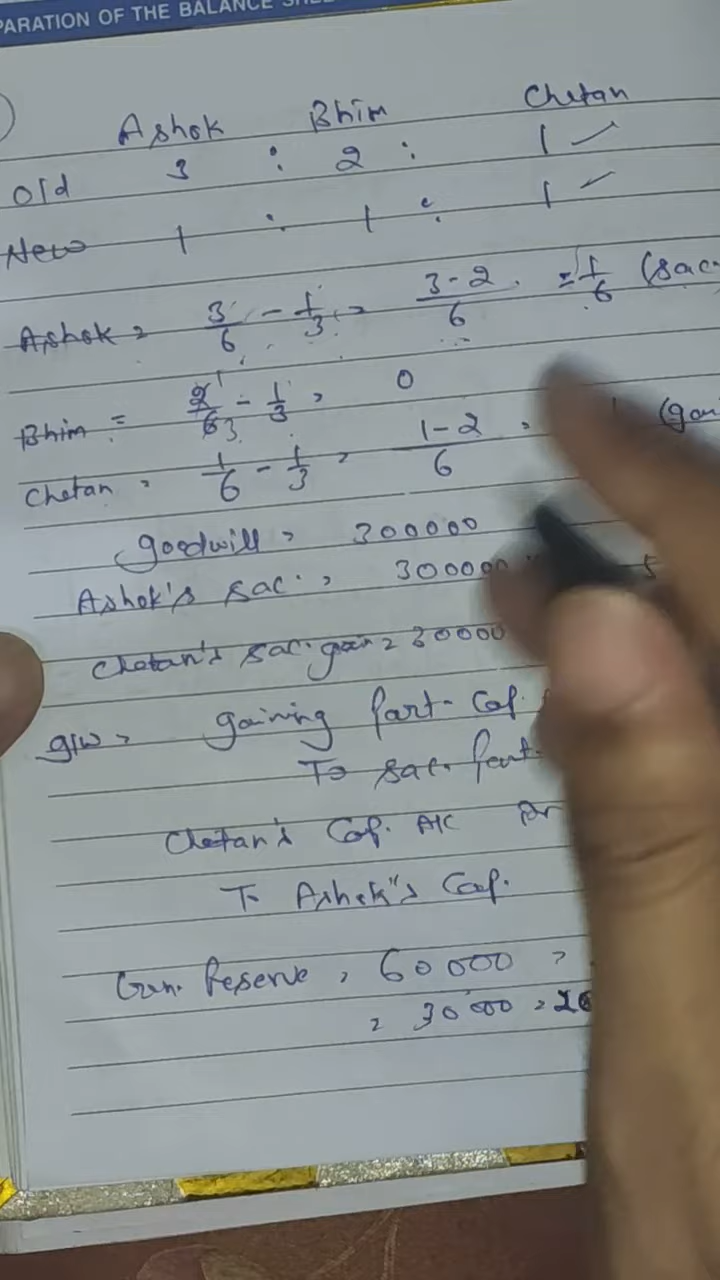 PARATION OF THE BALANCE
Ashok Bhim Chetan
Old 3 : 2 : 1 ✓
New 1 : 1 : 1 ✓
Ashok = 3/6 - 1/3 = 3-2/6 = 1/6 (sac.
Bhim = 2/6 - 1/3 = 0
Chetan = 1/6 - 1/3 = 1-2/6 = (gai
goodwill = 300000
Ashok's sac. = 300000
Chetan's sac. gain = 30000
g/w = gaining Part. Cap.
To sac. Part.
Chetan's Cap. A/C Dr
To Ashok's Cap.
Gen. Reserve = 60000 =
= 30000 =